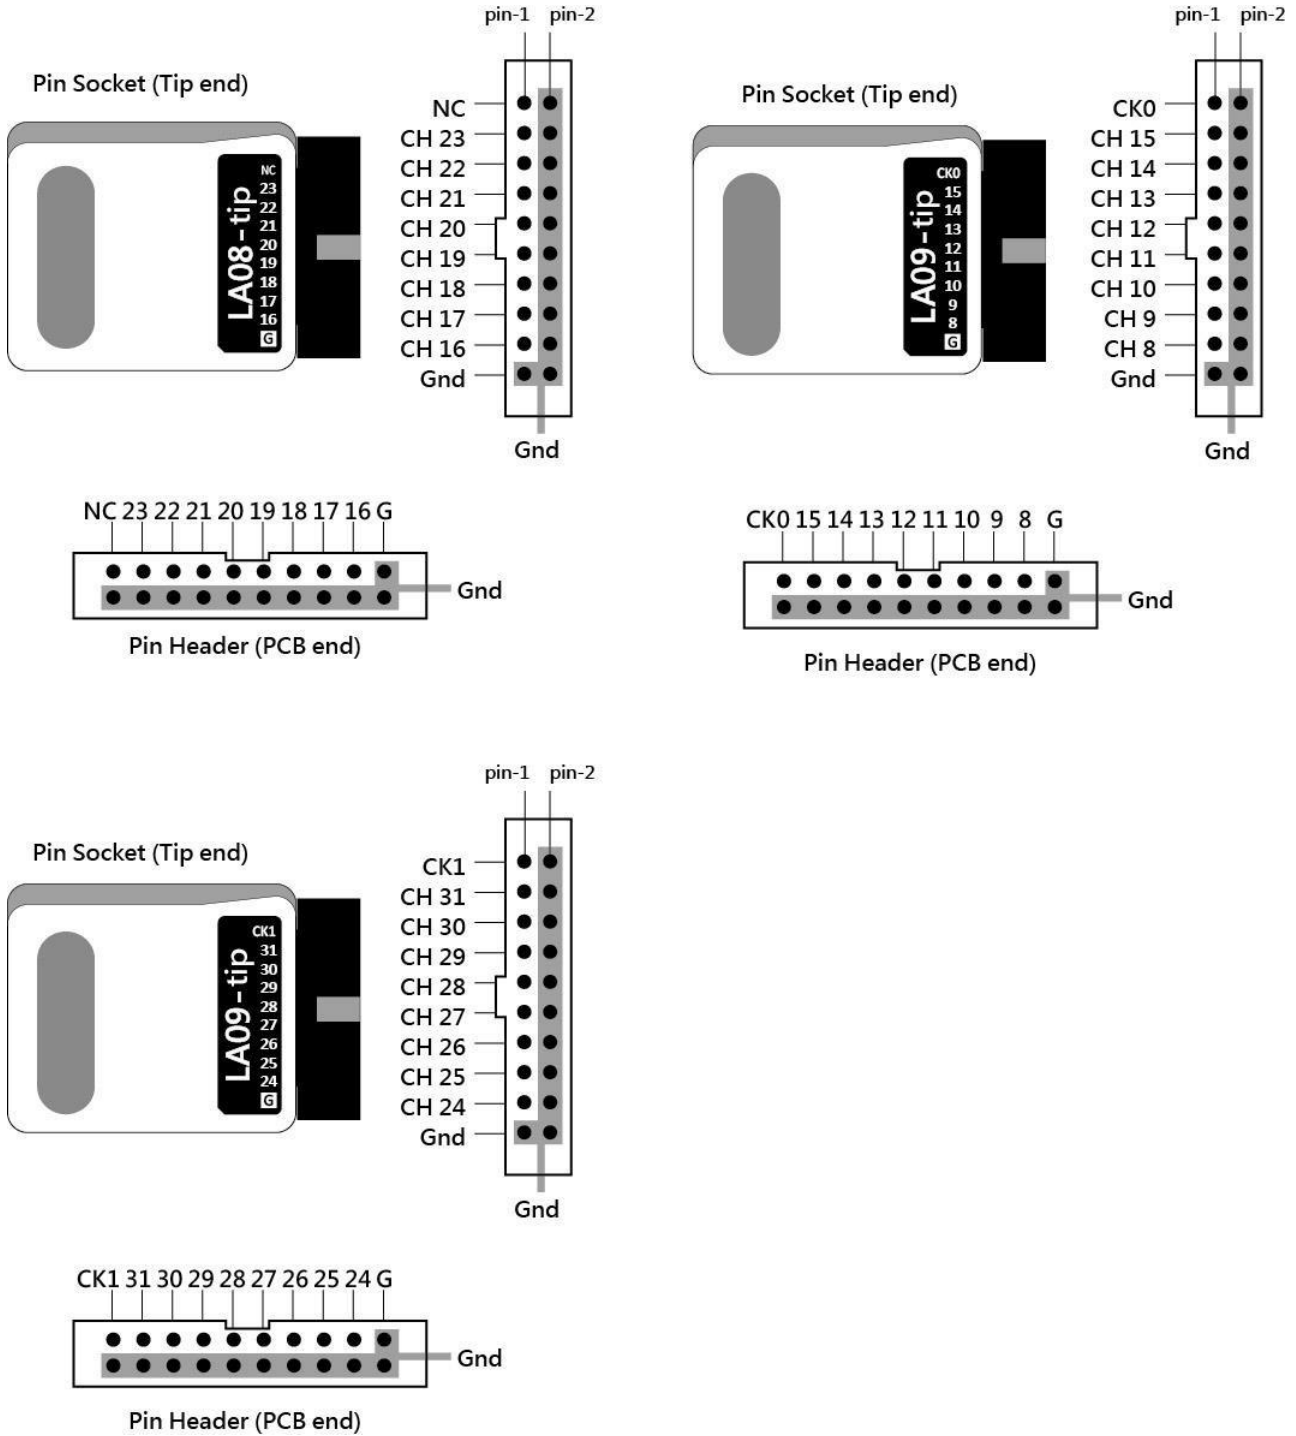 pin-1 pin-2
Pin Socket (Tip end)
NC
23
22
21
20
19
18
17
16
G
LA08-tip
NC
CH 23
CH 22
CH 21
CH 20
CH 19
CH 18
CH 17
CH 16
Gnd
Gnd
NC 23 22 21 20 19 18 17 16 G
Gnd
Pin Header (PCB end)
pin-1 pin-2
Pin Socket (Tip end)
CK0
15
14
13
12
11
10
9
8
G
LA09-tip
CK0
CH 15
CH 14
CH 13
CH 12
CH 11
CH 10
CH 9
CH 8
Gnd
Gnd
CK0 15 14 13 12 11 10 9 8 G
Gnd
Pin Header (PCB end)
pin-1 pin-2
Pin Socket (Tip end)
CK1
31
30
29
28
27
26
25
24
G
LA09-tip
CK1
CH 31
CH 30
CH 29
CH 28
CH 27
CH 26
CH 25
CH 24
Gnd
Gnd
CK1 31 30 29 28 27 26 25 24 G
Gnd
Pin Header (PCB end)